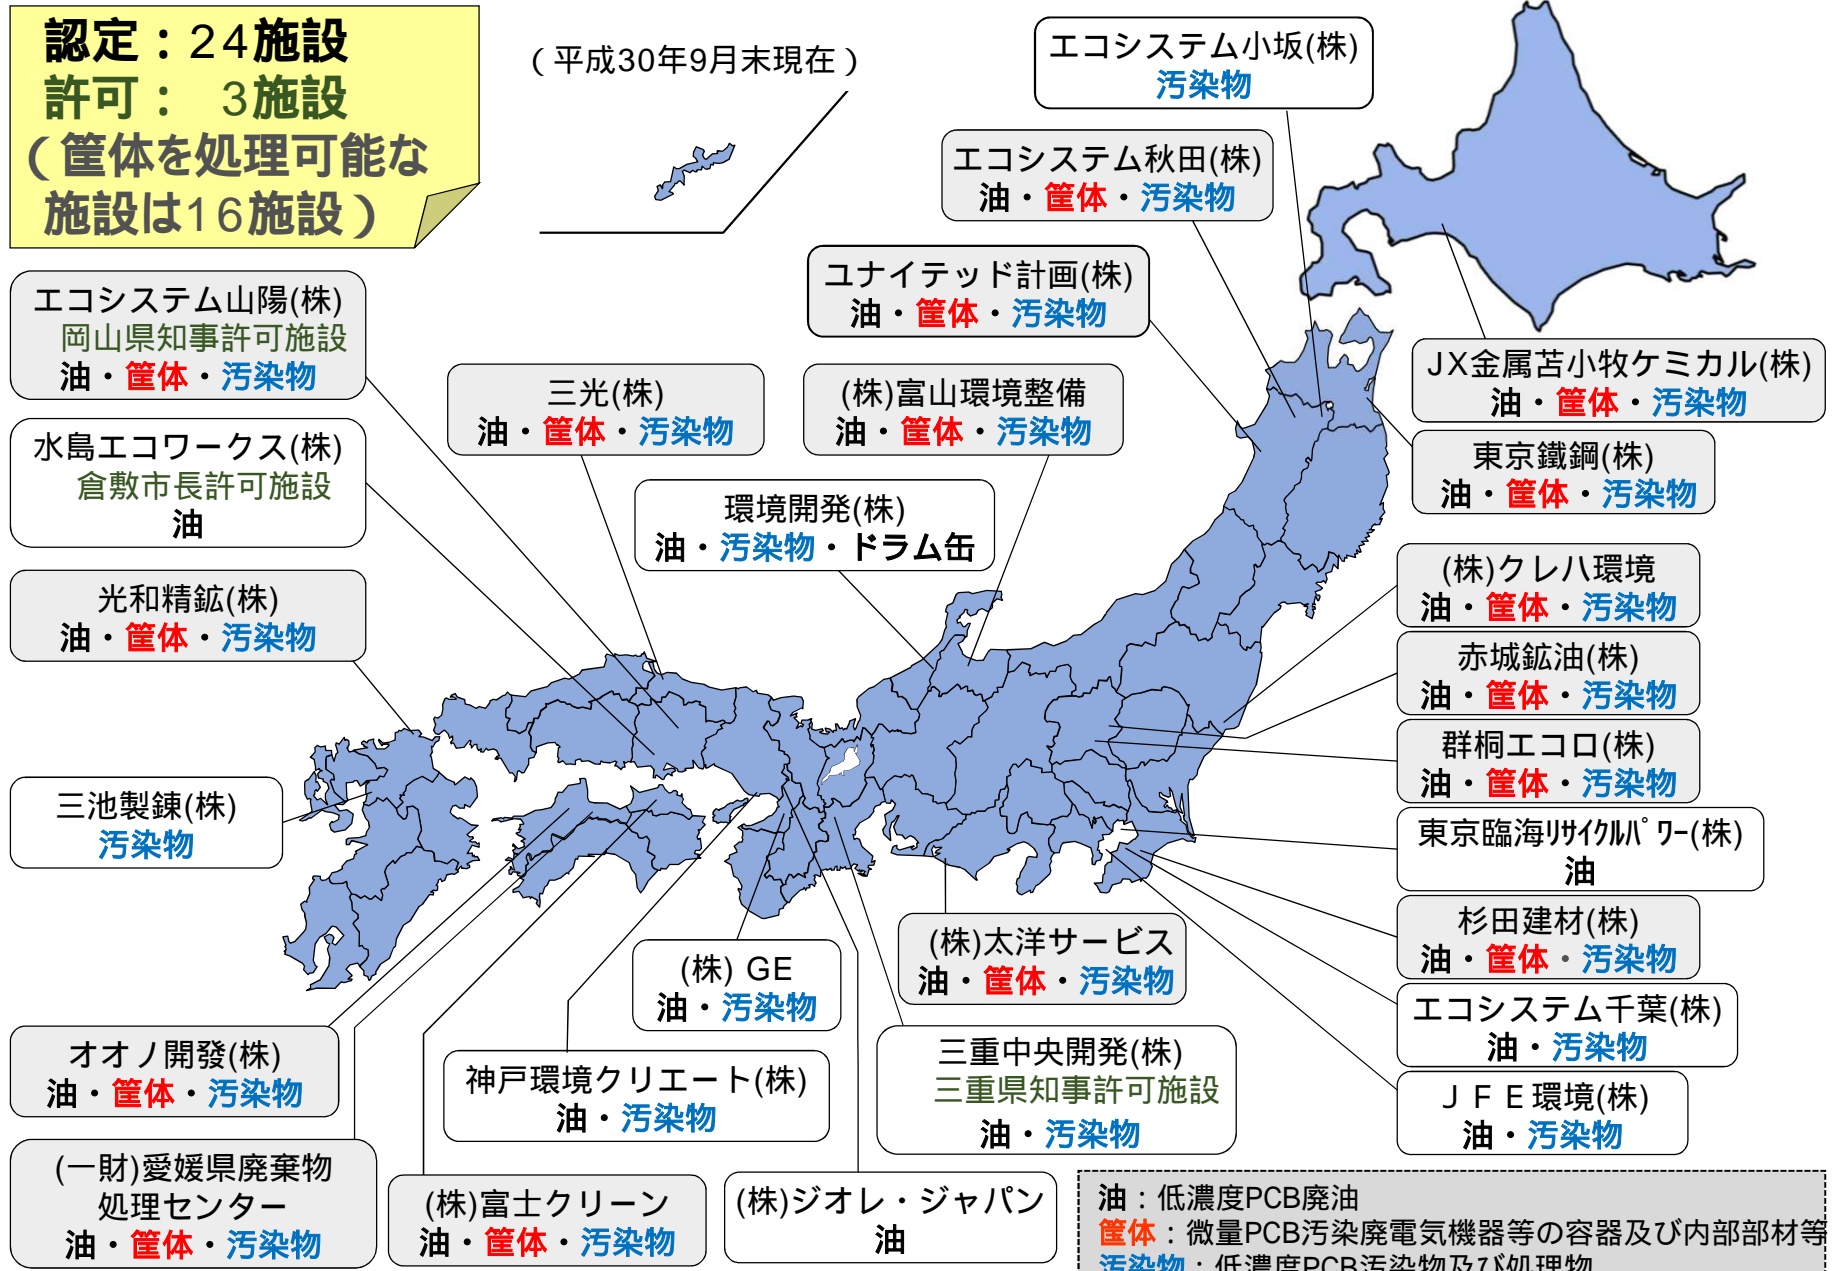 認定：24施設
許可： 3施設
（筐体を処理可能な
施設は16施設）
（平成30年9月末現在）
エコシステム小坂(株)
汚染物
エコシステム秋田(株)
油・筐体・汚染物
ユナイテッド計画(株)
油・筐体・汚染物
エコシステム山陽(株)
岡山県知事許可施設
油・筐体・汚染物
三光(株)
油・筐体・汚染物
(株)富山環境整備
油・筐体・汚染物
JX金属苫小牧ケミカル(株)
油・筐体・汚染物
水島エコワークス(株)
倉敷市長許可施設
油
環境開発(株)
油・汚染物・ドラム缶
東京鐵鋼(株)
油・筐体・汚染物
光和精鉱(株)
油・筐体・汚染物
(株)クレハ環境
油・筐体・汚染物
赤城鉱油(株)
油・筐体・汚染物
群桐エコロ(株)
油・筐体・汚染物
三池製錬(株)
汚染物
東京臨海ﾘｻｲｸﾙﾊﾟﾜｰ(株)
油
杉田建材(株)
油・筐体・汚染物
(株)太洋サービス
油・筐体・汚染物
(株) GE
油・汚染物
エコシステム千葉(株)
油・汚染物
オオノ開發(株)
油・筐体・汚染物
神戸環境クリエート(株)
油・汚染物
三重中央開発(株)
三重県知事許可施設
油・汚染物
ＪＦＥ環境(株)
油・汚染物
(一財)愛媛県廃棄物
処理センター
油・筐体・汚染物
(株)富士クリーン
油・筐体・汚染物
(株)ジオレ・ジャパン
油
油：低濃度PCB廃油
筐体：微量PCB汚染廃電気機器等の容器及び内部部材等
汚染物：低濃度PCB汚染物及び処理物